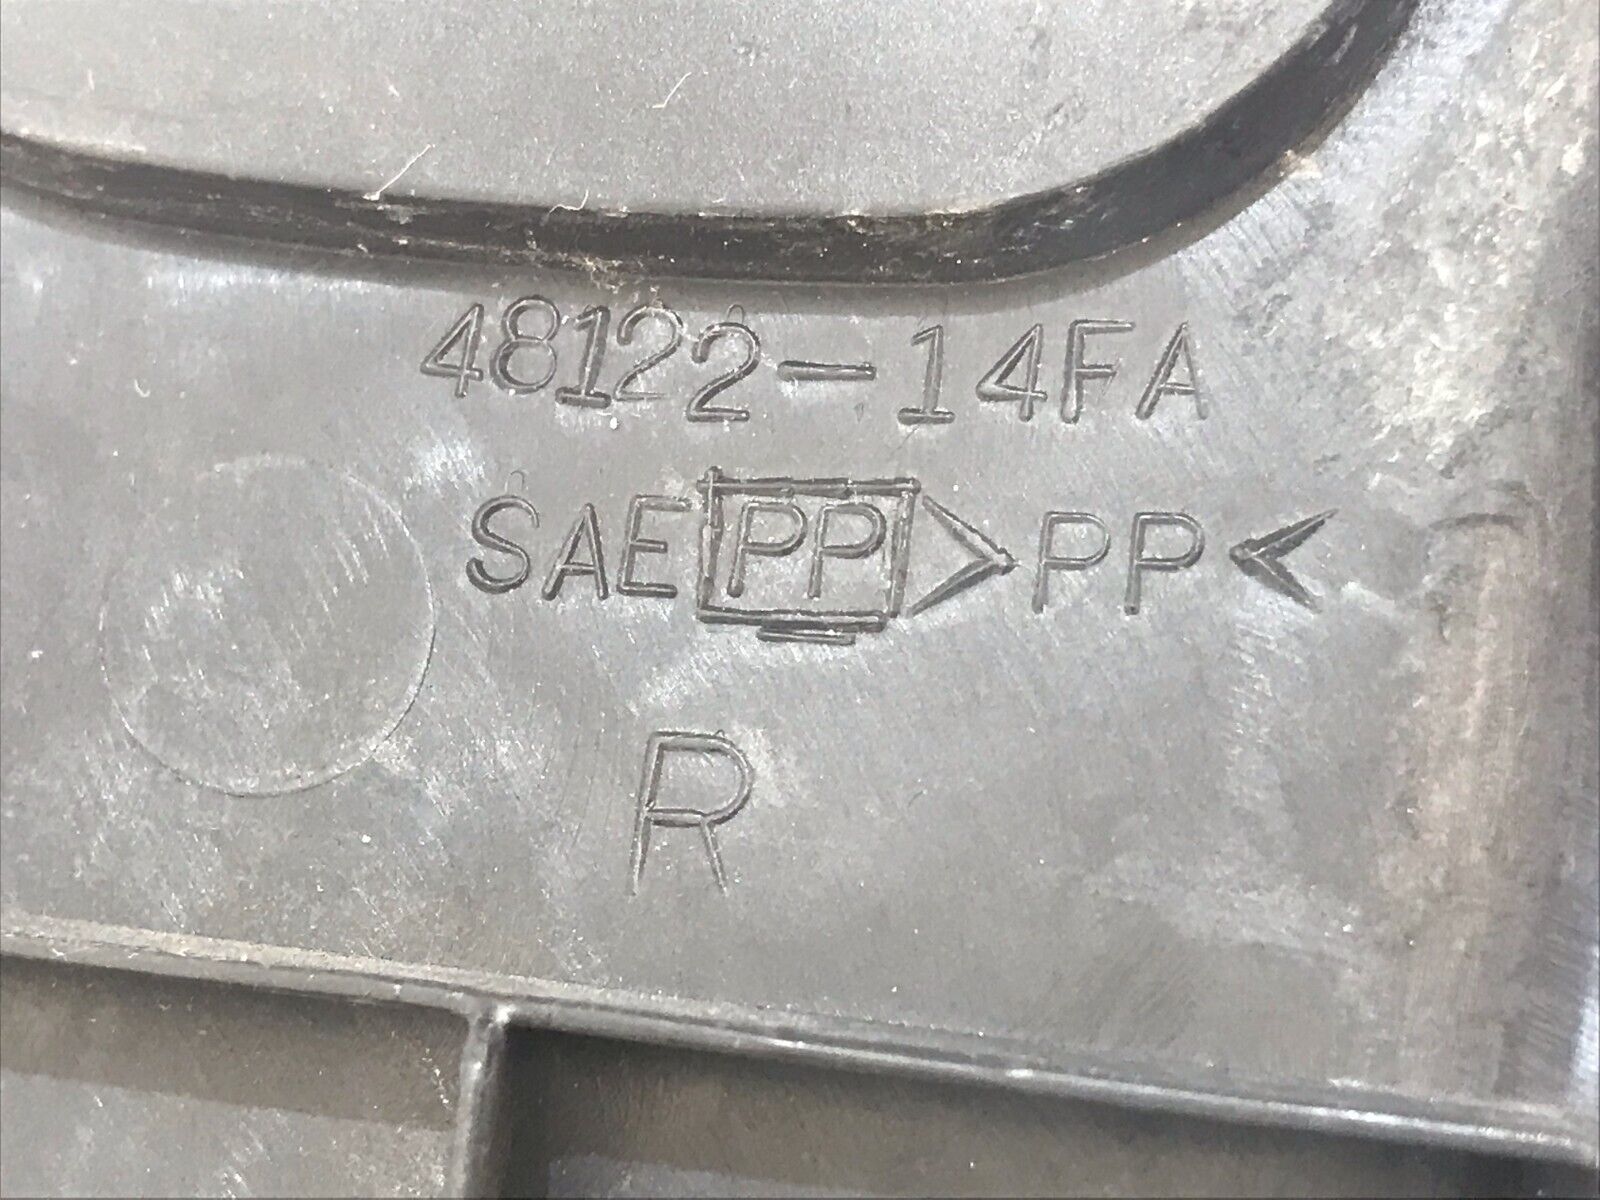 48122-14FA
SAE PP >PP<
R